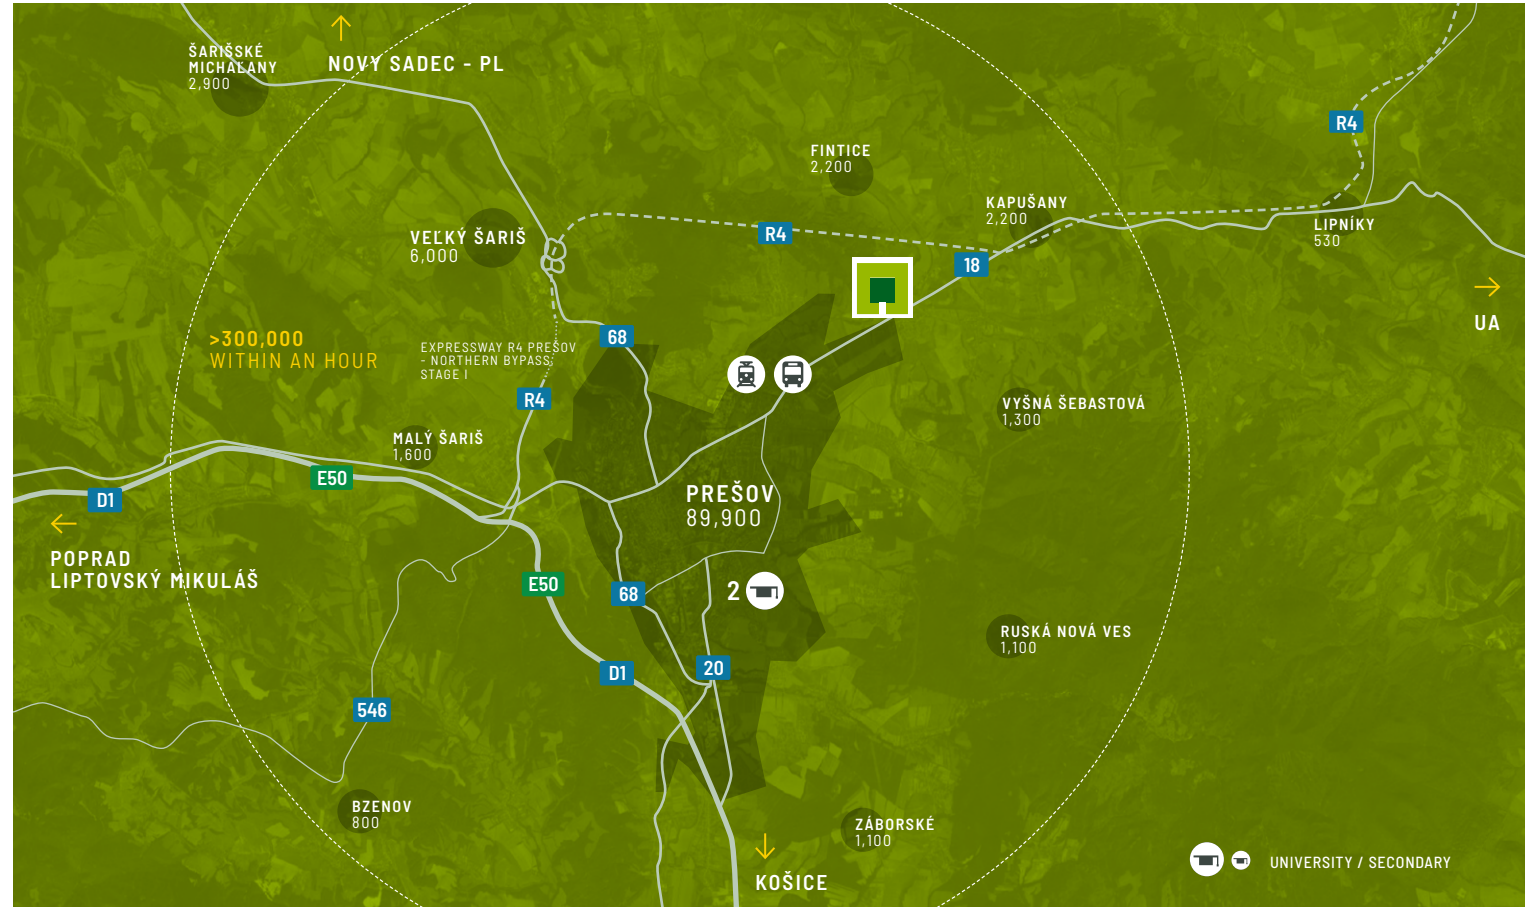 ŠARIŠSKÉ
MICHAĽANY
2,900
NOVY SADEC - PL
FINTICE
2,200
R4
KAPUŠANY
2,200
LIPNÍKY
530
VEĽKÝ ŠARIŠ
6,000
R4
18
UA
>300,000
WITHIN AN HOUR
68
EXPRESSWAY R4 PREŠOV
- NORTHERN BYPASS,
STAGE I
R4
VYŠNÁ ŠEBASTOVÁ
1,300
MALÝ ŠARIŠ
1,600
E50
D1
PREŠOV
89,900
POPRAD
LIPTOVSKÝ MIKULÁŠ
E50
68
2
RUSKÁ NOVÁ VES
1,100
D1
20
546
BZENOV
800
ZÁBORSKÉ
1,100
KOŠICE
UNIVERSITY / SECONDARY